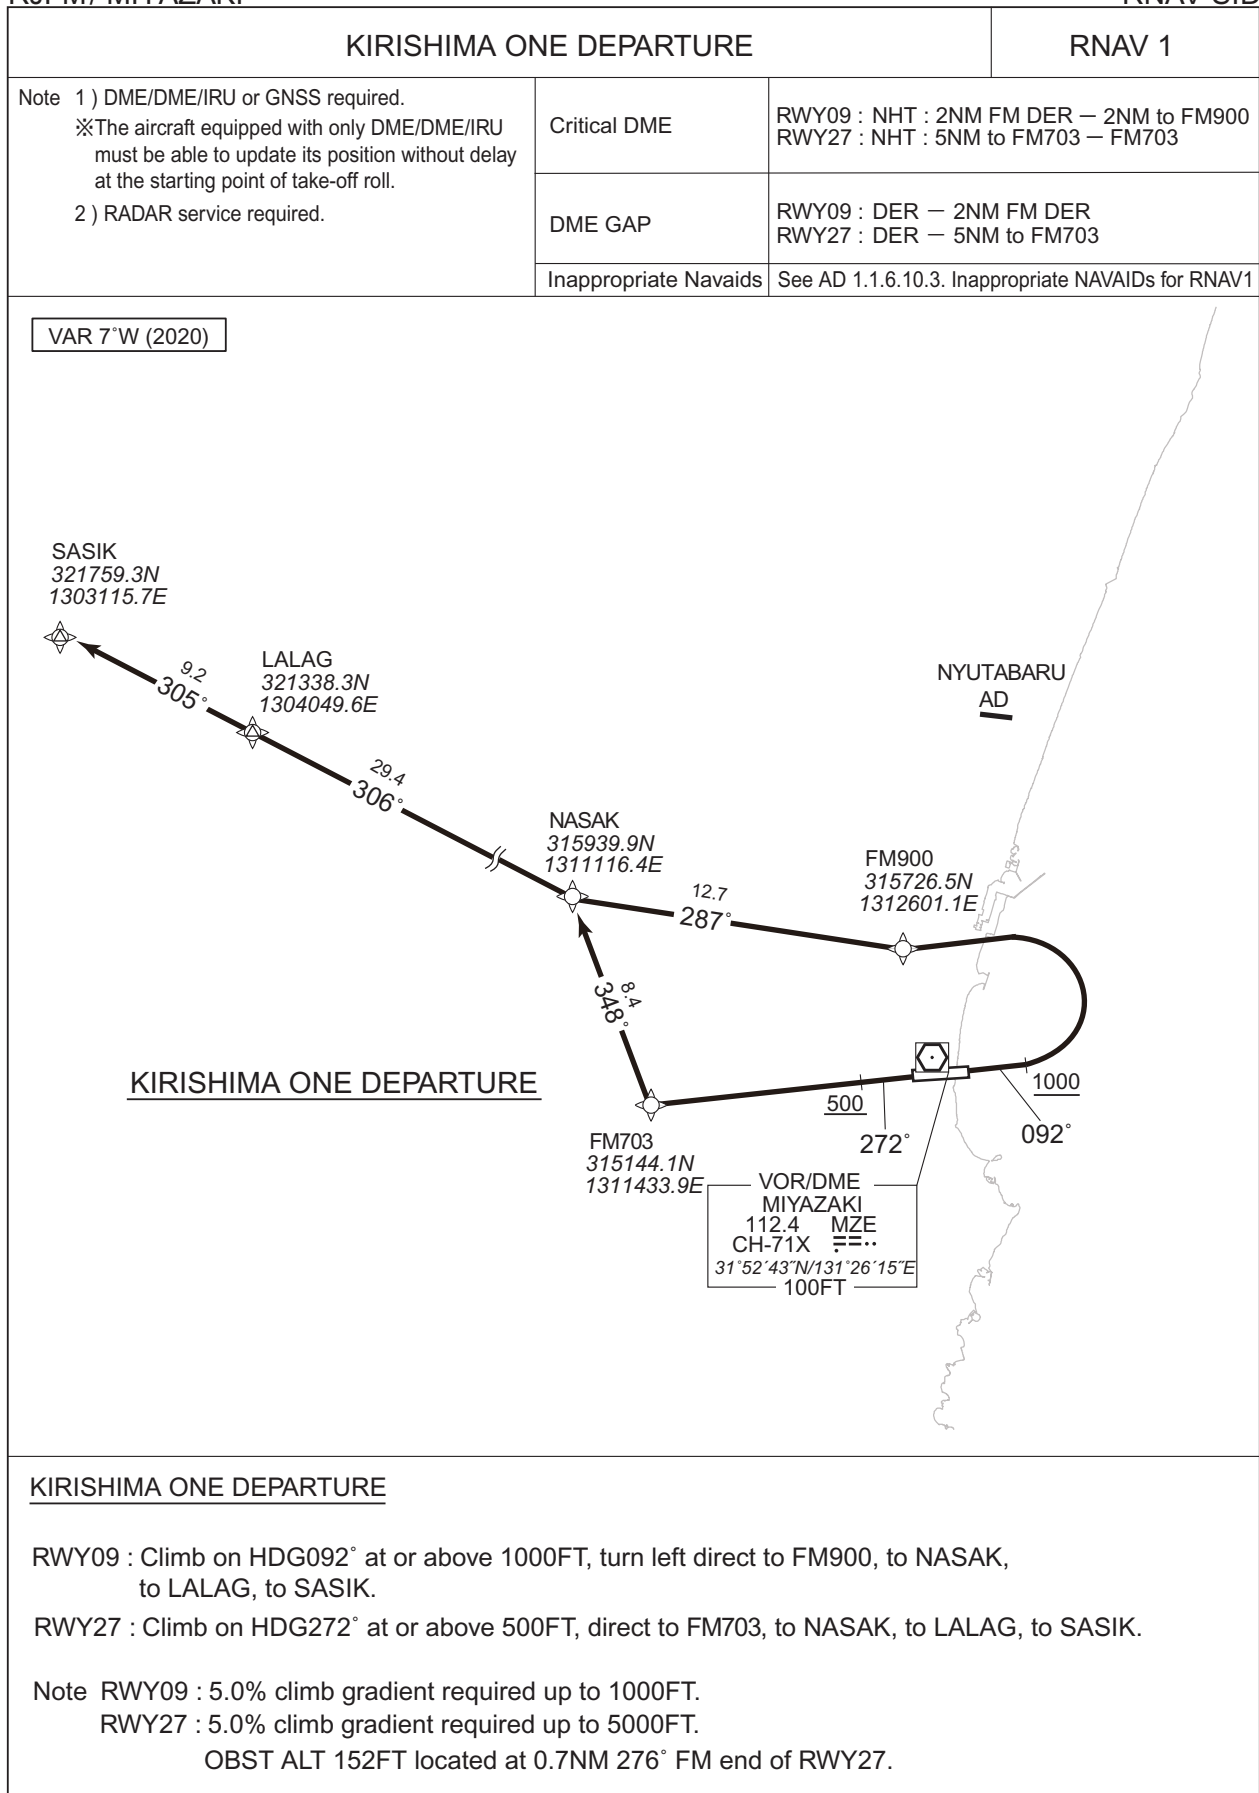 KIRISHIMA ONE DEPARTURE
RNAV 1
Note 1 ) DME/DME/IRU or GNSS required.
※The aircraft equipped with only DME/DME/IRU
must be able to update its position without delay
at the starting point of take-off roll.
2 ) RADAR service required.
Critical DME
RWY09 : NHT : 2NM FM DER － 2NM to FM900
RWY27 : NHT : 5NM to FM703 － FM703
DME GAP
RWY09 : DER － 2NM FM DER
RWY27 : DER － 5NM to FM703
Inappropriate Navaids
See AD 1.1.6.10.3. Inappropriate NAVAIDs for RNAV1
VAR 7˚W (2020)
SASIK
321759.3N
1303115.7E
9.2
305˚
LALAG
321338.3N
1304049.6E
29.4
306˚
NYUTABARU
AD
NASAK
315939.9N
1311116.4E
12.7
287˚
FM900
315726.5N
1312601.1E
8.4
348˚
KIRISHIMA ONE DEPARTURE
500
1000
272˚
092˚
FM703
315144.1N
1311433.9E
VOR/DME
MIYAZAKI
112.4 MZE
CH-71X
31˚52´43˝N/131˚26´15˝E
100FT
KIRISHIMA ONE DEPARTURE
RWY09 : Climb on HDG092˚ at or above 1000FT, turn left direct to FM900, to NASAK,
to LALAG, to SASIK.
RWY27 : Climb on HDG272˚ at or above 500FT, direct to FM703, to NASAK, to LALAG, to SASIK.
Note RWY09 : 5.0% climb gradient required up to 1000FT.
RWY27 : 5.0% climb gradient required up to 5000FT.
OBST ALT 152FT located at 0.7NM 276˚ FM end of RWY27.